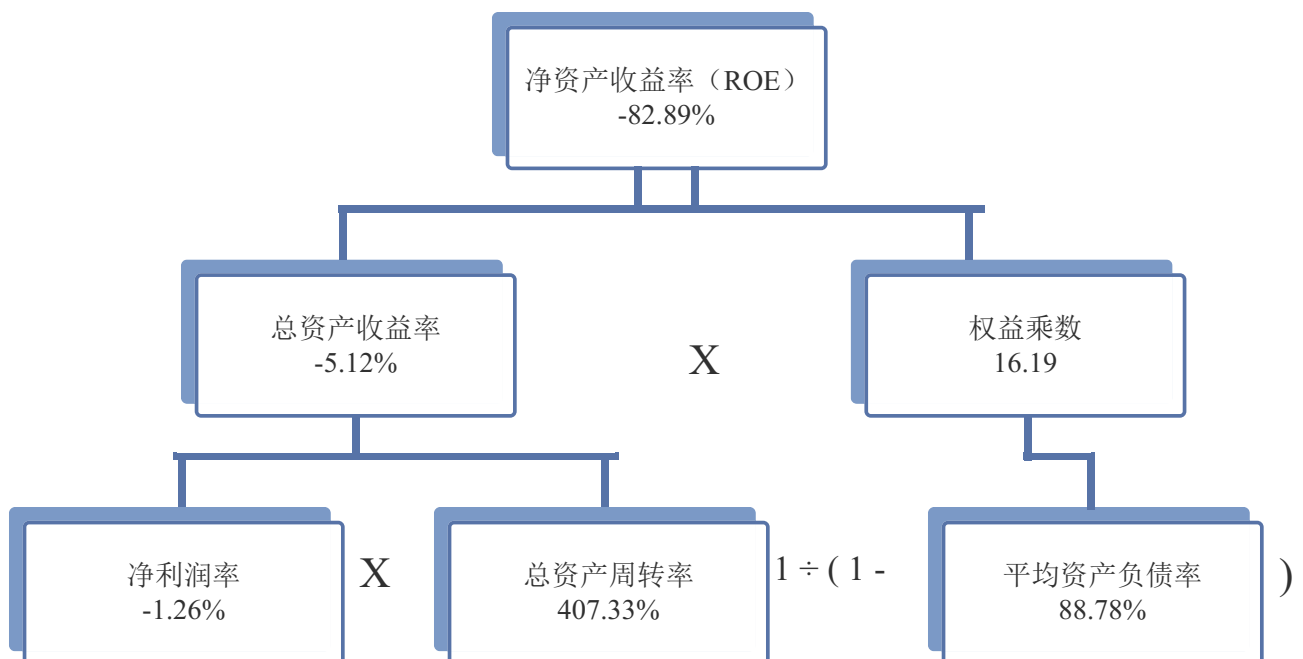 净资产收益率（ROE）
-82.89%
总资产收益率
-5.12%
X
权益乘数
16.19
净利润率
-1.26%
X
总资产周转率
407.33%
1 ÷ ( 1 -
平均资产负债率
88.78%
)